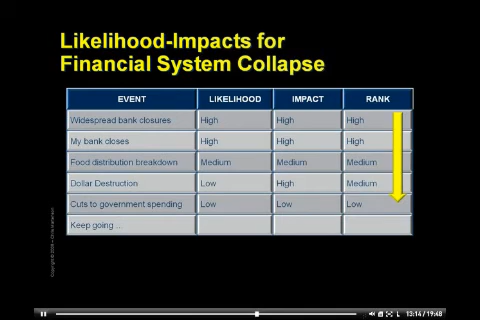 Likelihood-Impacts for
Financial System Collapse
EVENT LIKELIHOOD IMPACT RANK
Widespread bank closures High High High
My bank closes High High High
Food distribution breakdown Medium Medium Medium
Dollar Destruction Low High Medium
Cuts to government spending Low Low Low
Keep going...
13:14 / 19:48